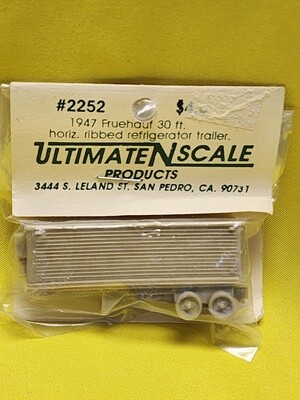 #2252
1947 Fruehauf 30 ft.
horiz. ribbed refrigerator trailer.
ULTIMATE N SCALE
PRODUCTS
3444 S. LELAND ST. SAN PEDRO, CA. 90731